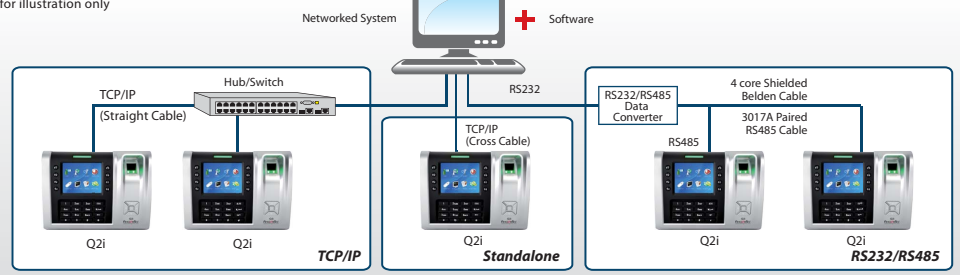 for illustration only
Networked System
Software
Hub/Switch
TCP/IP
(Straight Cable)
RS232
RS232/RS485
Data
Converter
4 core Shielded
Belden Cable
3017A Paired
RS485 Cable
TCP/IP
(Cross Cable)
RS485
Q2i
Q2i
Q2i
Q2i
Q2i
TCP/IP
Standalone
RS232/RS485